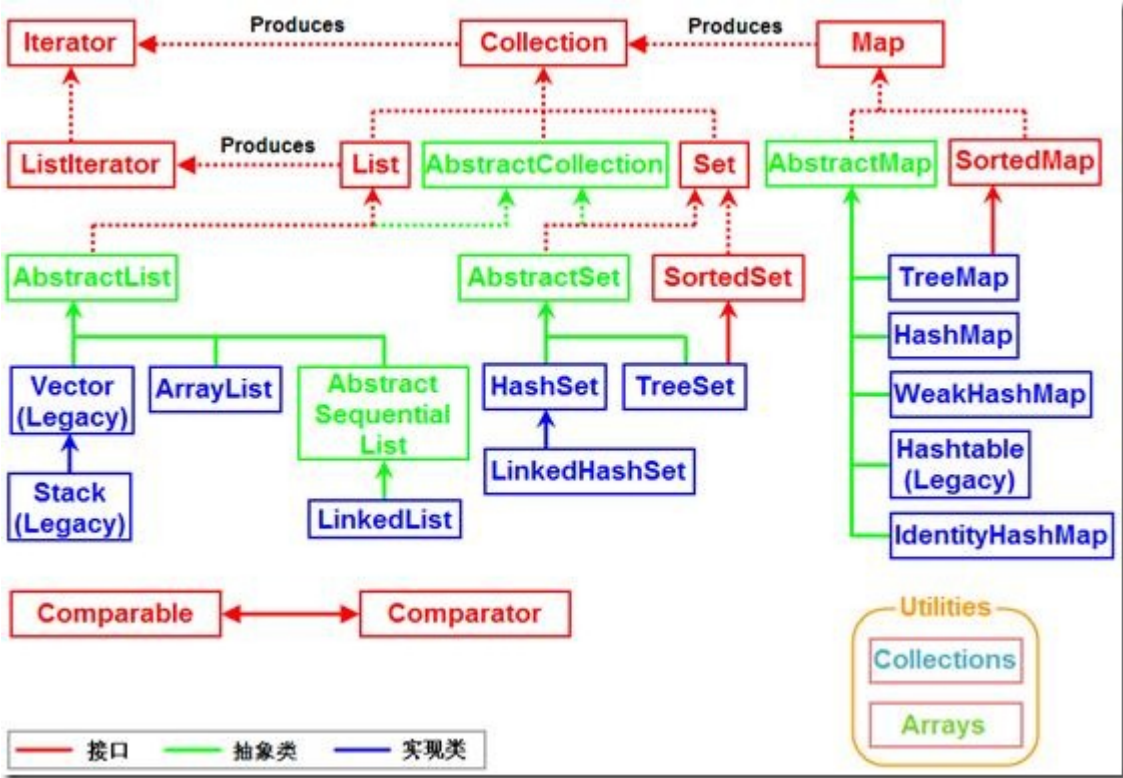 Iterator
Produces
Collection
Produces
Map
ListIterator
Produces
List
AbstractCollection
Set
AbstractMap
SortedMap
AbstractList
AbstractSet
SortedSet
TreeMap
HashMap
Vector
(Legacy)
ArrayList
Abstract
Sequential
List
HashSet
TreeSet
WeakHashMap
Stack
(Legacy)
LinkedList
LinkedHashSet
Hashtable
(Legacy)
IdentityHashMap
Comparable
Comparator
Utilities
Collections
Arrays
接口
抽象类
实现类